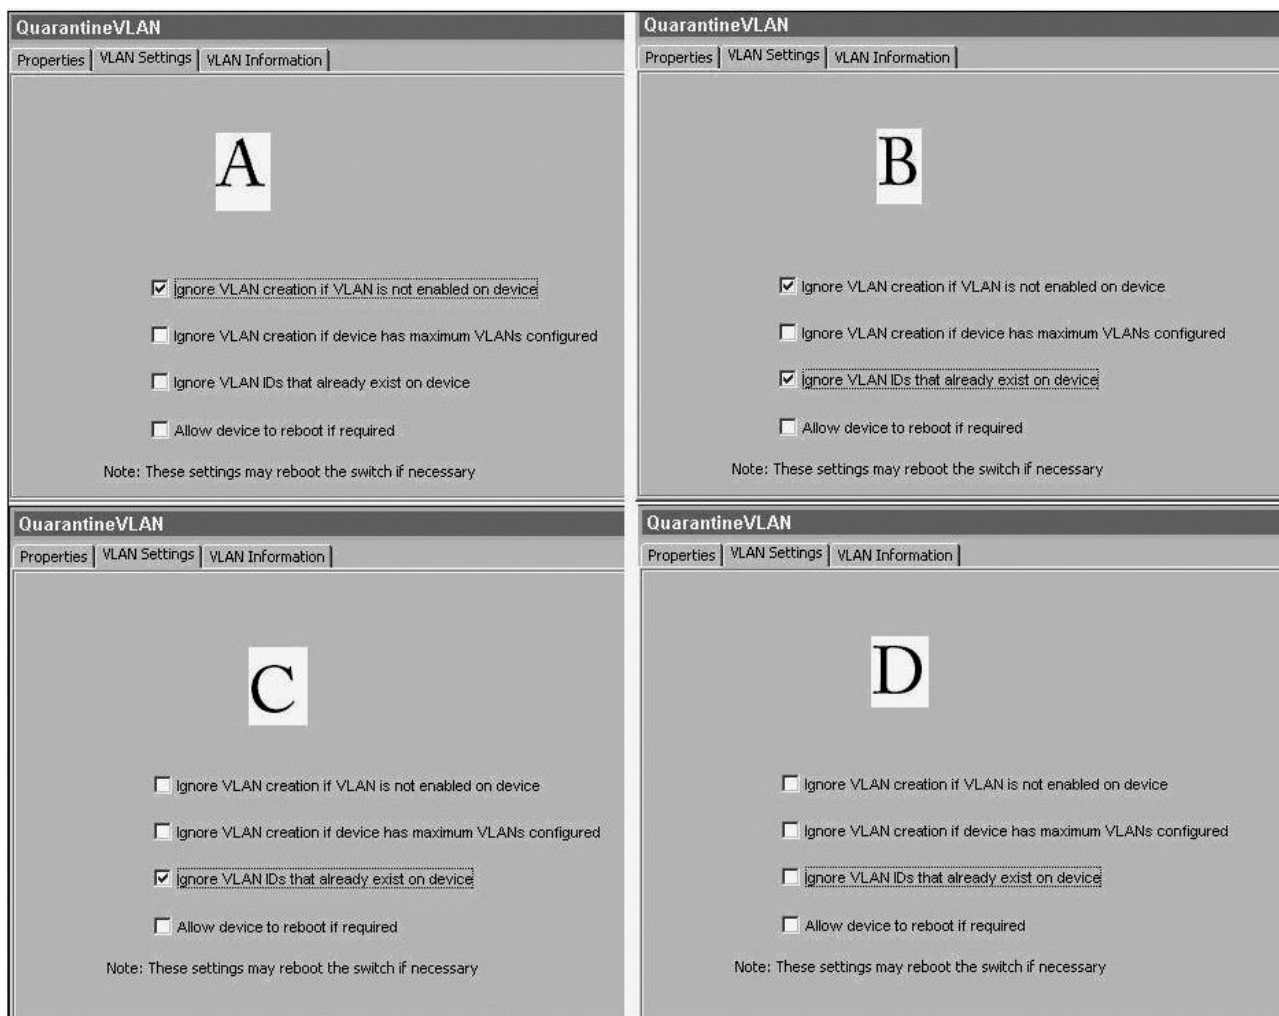 QuarantineVLAN
Properties VLAN Settings VLAN Information
A
Ignore VLAN creation if VLAN is not enabled on device
Ignore VLAN creation if device has maximum VLANs configured
Ignore VLAN IDs that already exist on device
Allow device to reboot if required
Note: These settings may reboot the switch if necessary
QuarantineVLAN
Properties VLAN Settings VLAN Information
B
Ignore VLAN creation if VLAN is not enabled on device
Ignore VLAN creation if device has maximum VLANs configured
Ignore VLAN IDs that already exist on device
Allow device to reboot if required
Note: These settings may reboot the switch if necessary
QuarantineVLAN
Properties VLAN Settings VLAN Information
C
Ignore VLAN creation if VLAN is not enabled on device
Ignore VLAN creation if device has maximum VLANs configured
Ignore VLAN IDs that already exist on device
Allow device to reboot if required
Note: These settings may reboot the switch if necessary
QuarantineVLAN
Properties VLAN Settings VLAN Information
D
Ignore VLAN creation if VLAN is not enabled on device
Ignore VLAN creation if device has maximum VLANs configured
Ignore VLAN IDs that already exist on device
Allow device to reboot if required
Note: These settings may reboot the switch if necessary